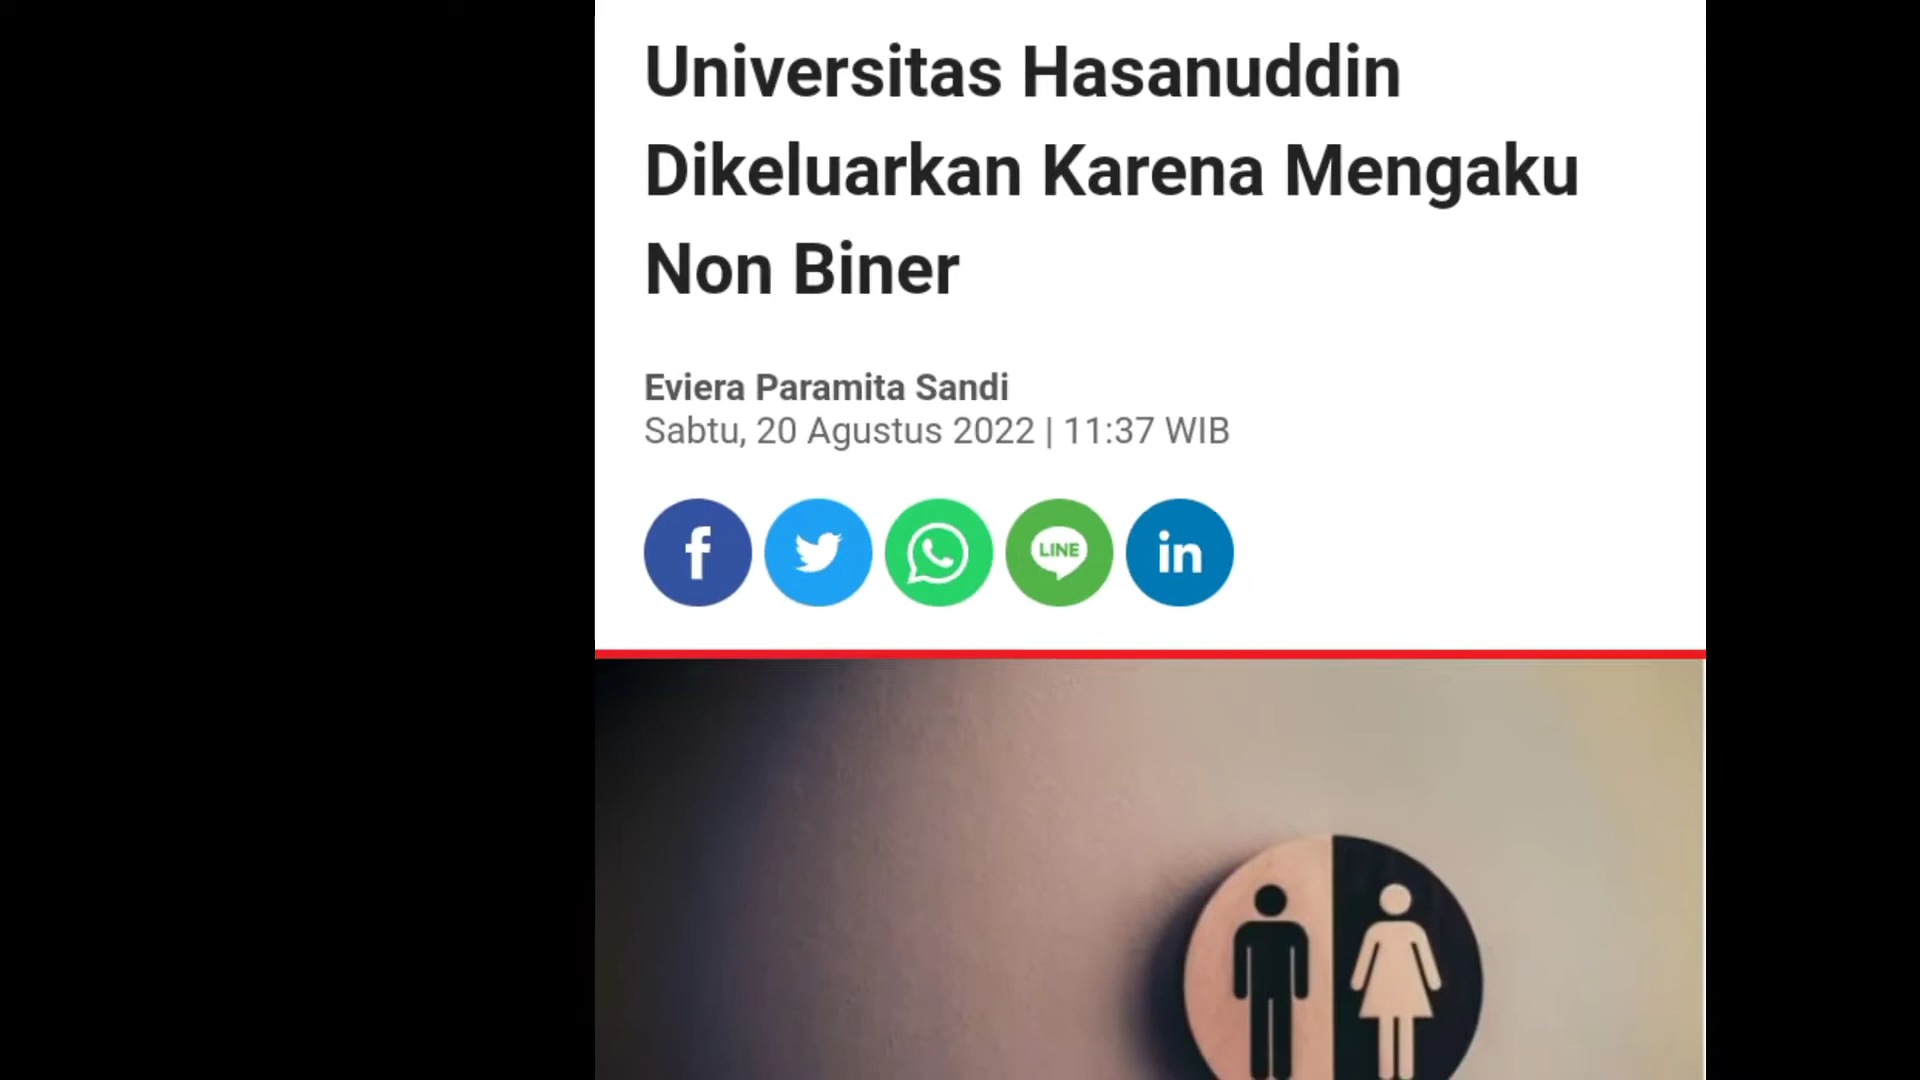 Universitas Hasanuddin
Dikeluarkan Karena Mengaku
Non Biner
Eviera Paramita Sandi
Sabtu, 20 Agustus 2022 | 11:37 WIB
f
LINE
in